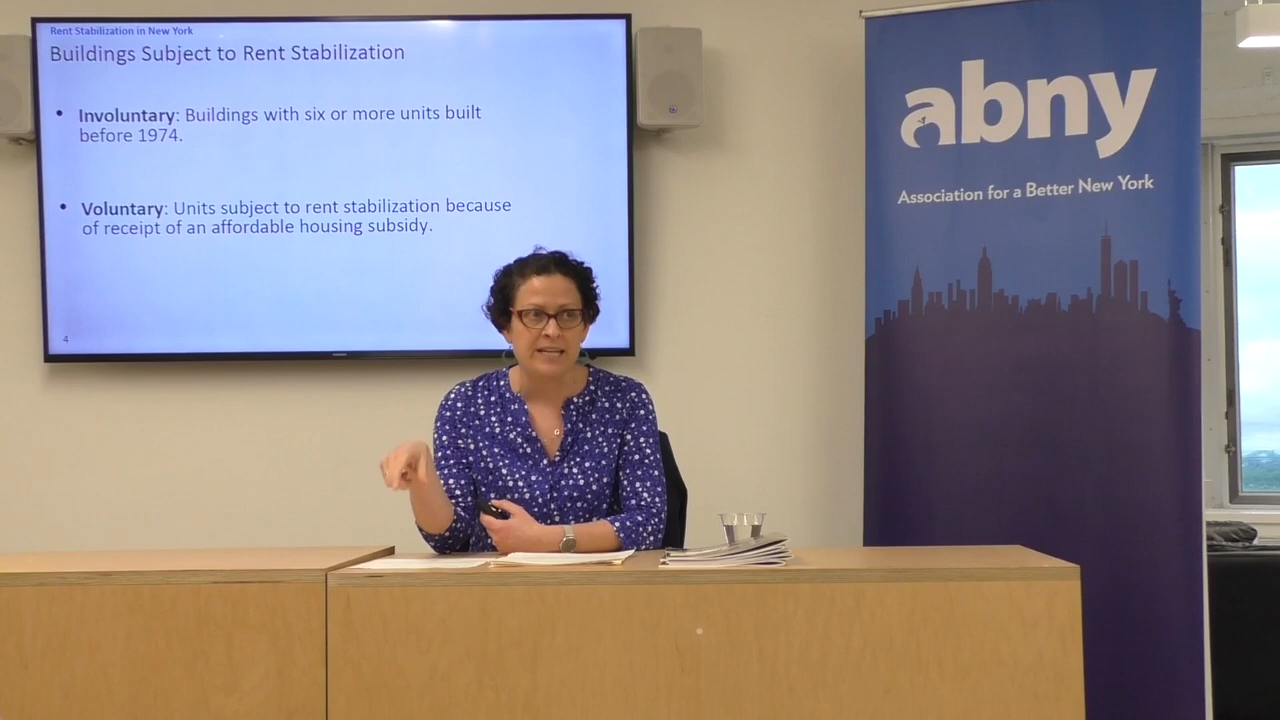 Rent Stabilization in New York
Buildings Subject to Rent Stabilization
• Involuntary: Buildings with six or more units built
before 1974.
• Voluntary: Units subject to rent stabilization because
of receipt of an affordable housing subsidy.
4
abny
Association for a Better New York